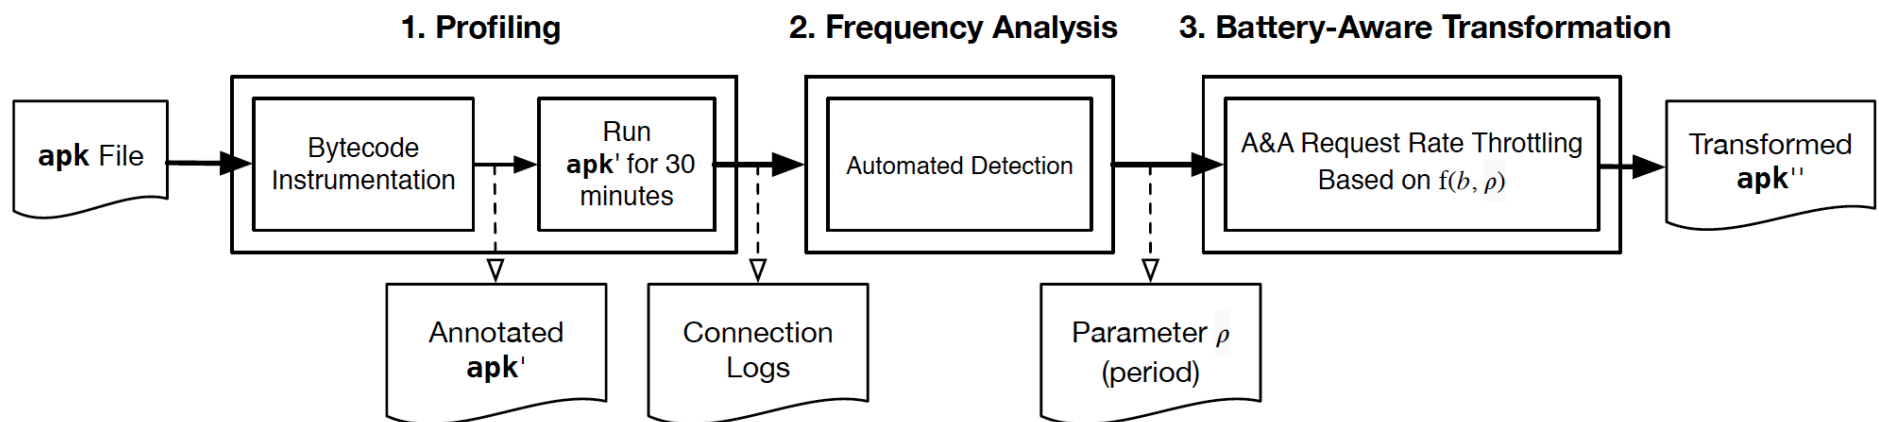 1. Profiling
2. Frequency Analysis
3. Battery-Aware Transformation
apk File
Bytecode
Instrumentation
Run
apk' for 30
minutes
Automated Detection
A&A Request Rate Throttling
Based on f(b, ρ)
Transformed
apk''
Annotated
apk'
Connection
Logs
Parameter ρ
(period)